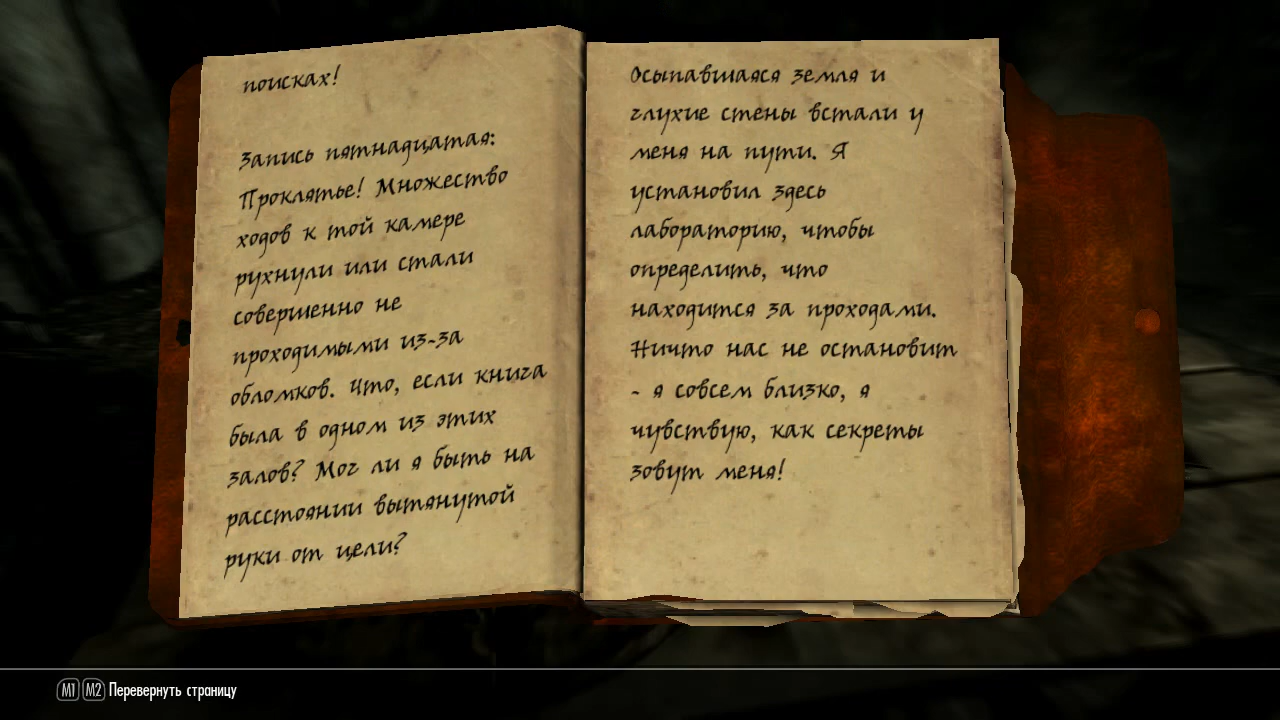 поисках!
Запись пятнадцатая:
Проклятье! Множество
ходов к той камере
рухнули или стали
совершенно не
проходимыми из-за
обломков. Что, если книга
была в одном из этих
залов? Мог ли я быть на
расстоянии вытянутой
руки от цели?
Осыпавшаяся земля и
глухие стены встали у
меня на пути. Я
установил здесь
лабораторию, чтобы
определить, что
находится за проходами.
Ничто нас не остановит
- я совсем близко, я
чувствую, как секреты
зовут меня!
M1 M2 Перевернуть страницу